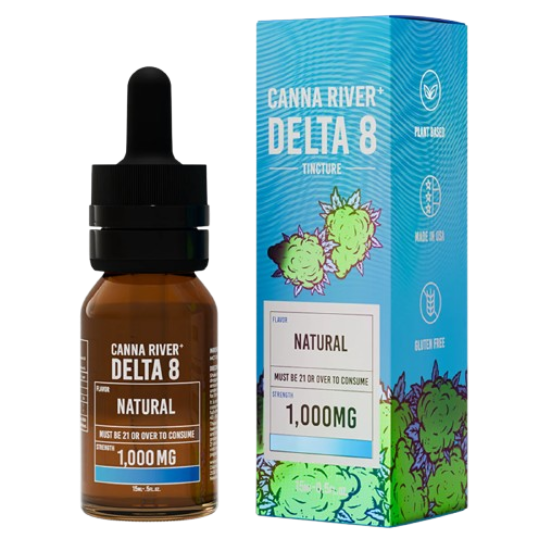 CANNA RIVER+
DELTA 8
FLAVOR
NATURAL
MUST BE 21 OR OVER TO CONSUME
STRENGTH
1,000MG
CANNA RIVER+
DELTA 8
TINCTURE
FLAVOR
NATURAL
MUST BE 21 OR OVER TO CONSUME
STRENGTH
1,000MG
PLANT BASED
MADE IN USA
GLUTEN FREE